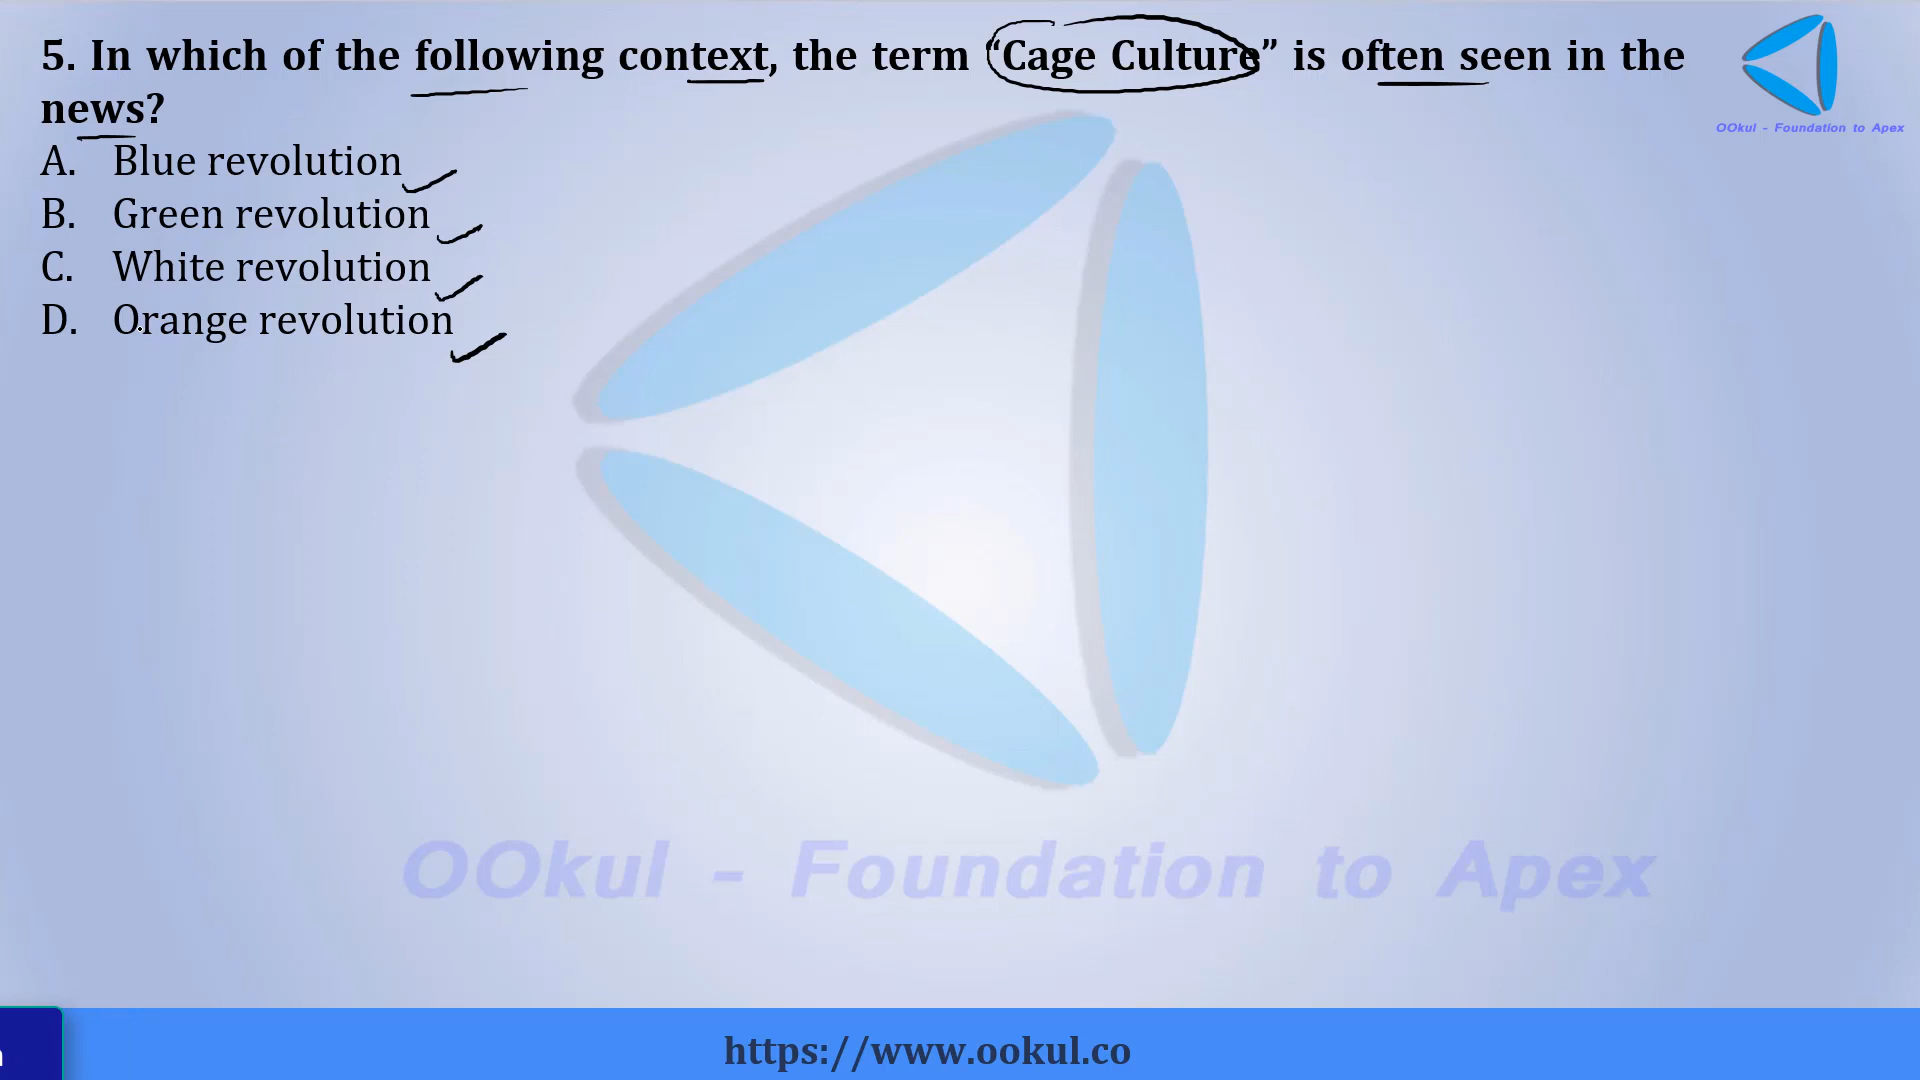 5. In which of the following context, the term “Cage Culture” is often seen in the
news?
A. Blue revolution
B. Green revolution
C. White revolution
D. Orange revolution
OOkul - Foundation to Apex
OOkul - Foundation to Apex
https://www.ookul.co